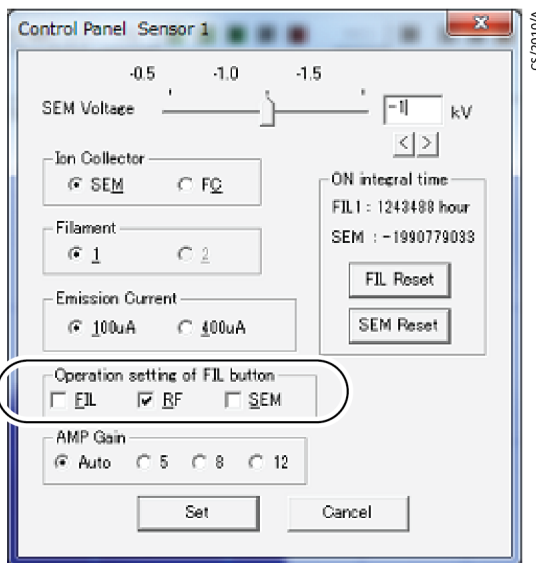 Control Panel Sensor 1
-0.5 -1.0 -1.5
SEM Voltage -1 kV
< >
Ion Collector
SEM FC
ON integral time
FIL1 : 1243488 hour
SEM : -1990779033
Filament
1 2
FIL Reset
Emission Current
100uA 400uA
SEM Reset
Operation setting of FIL button
FIL RF SEM
AMP Gain
Auto 5 8 12
Set Cancel